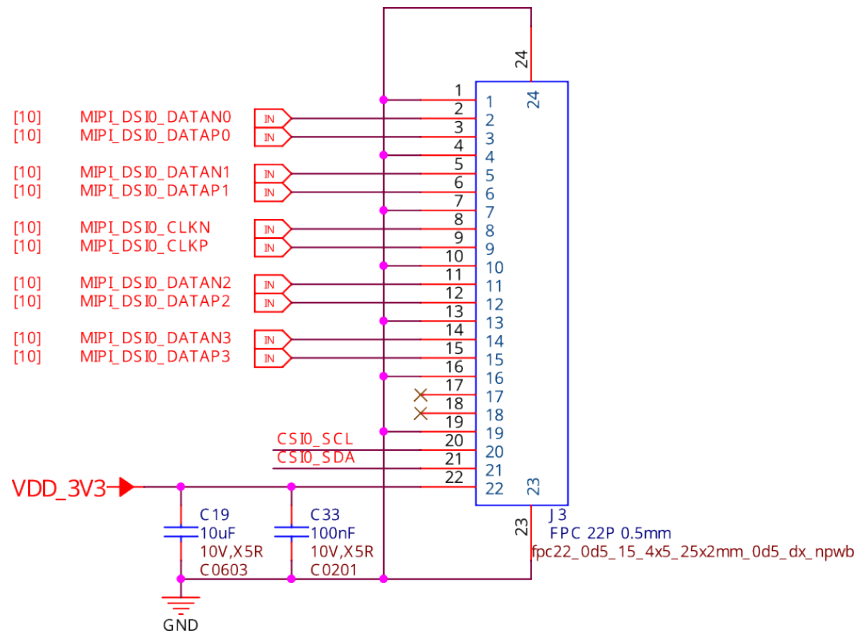 24
1 1 24
[10] MIPI_DSI0_DATAN0 IN 2 2
[10] MIPI_DSI0_DATAP0 IN 3 3
4 4
[10] MIPI_DSI0_DATAN1 IN 5 5
[10] MIPI_DSI0_DATAP1 IN 6 6
7 7
[10] MIPI_DSI0_CLKN IN 8 8
[10] MIPI_DSI0_CLKP IN 9 9
10 10
[10] MIPI_DSI0_DATAN2 IN 11 11
[10] MIPI_DSI0_DATAP2 IN 12 12
13 13
[10] MIPI_DSI0_DATAN3 IN 14 14
[10] MIPI_DSI0_DATAP3 IN 15 15
16 16
17 17
18 18
19 19
CSI0_SCL 20 20
CSI0_SDA 21 21
VDD_3V3 22 22 23
C19 C33 23 J3
10uF 100nF FPC 22P 0.5mm
10V,X5R 10V,X5R fpc22_0d5_15_4x5_25x2mm_0d5_dx_npwb
C0603 C0201
GND